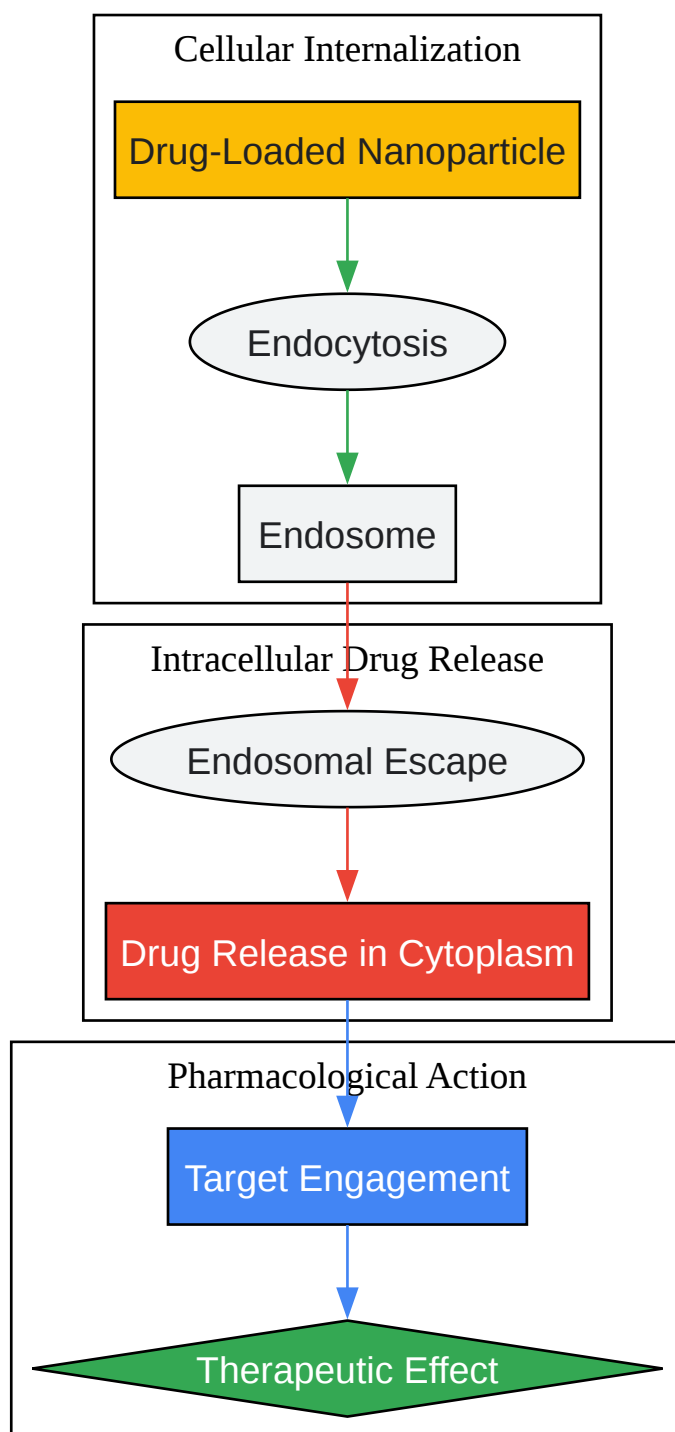 Cellular Internalization
Drug-Loaded Nanoparticle
Endocytosis
Endosome
Intracellular Drug Release
Endosomal Escape
Drug Release in Cytoplasm
Pharmacological Action
Target Engagement
Therapeutic Effect